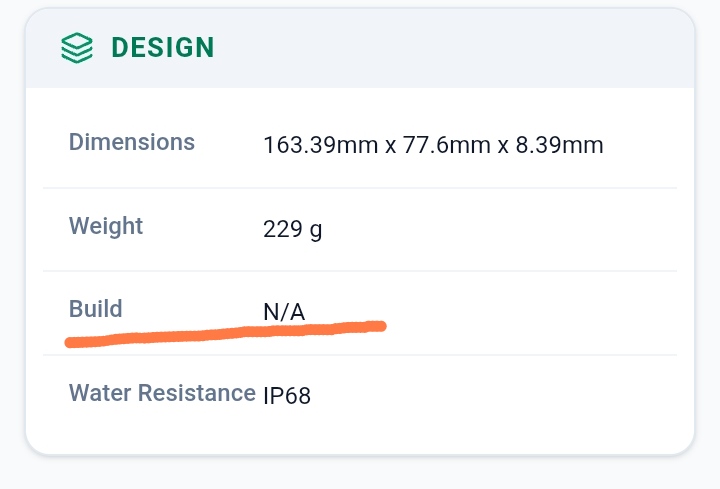 DESIGN
Dimensions 163.39mm x 77.6mm x 8.39mm
Weight 229 g
Build N/A
Water Resistance IP68